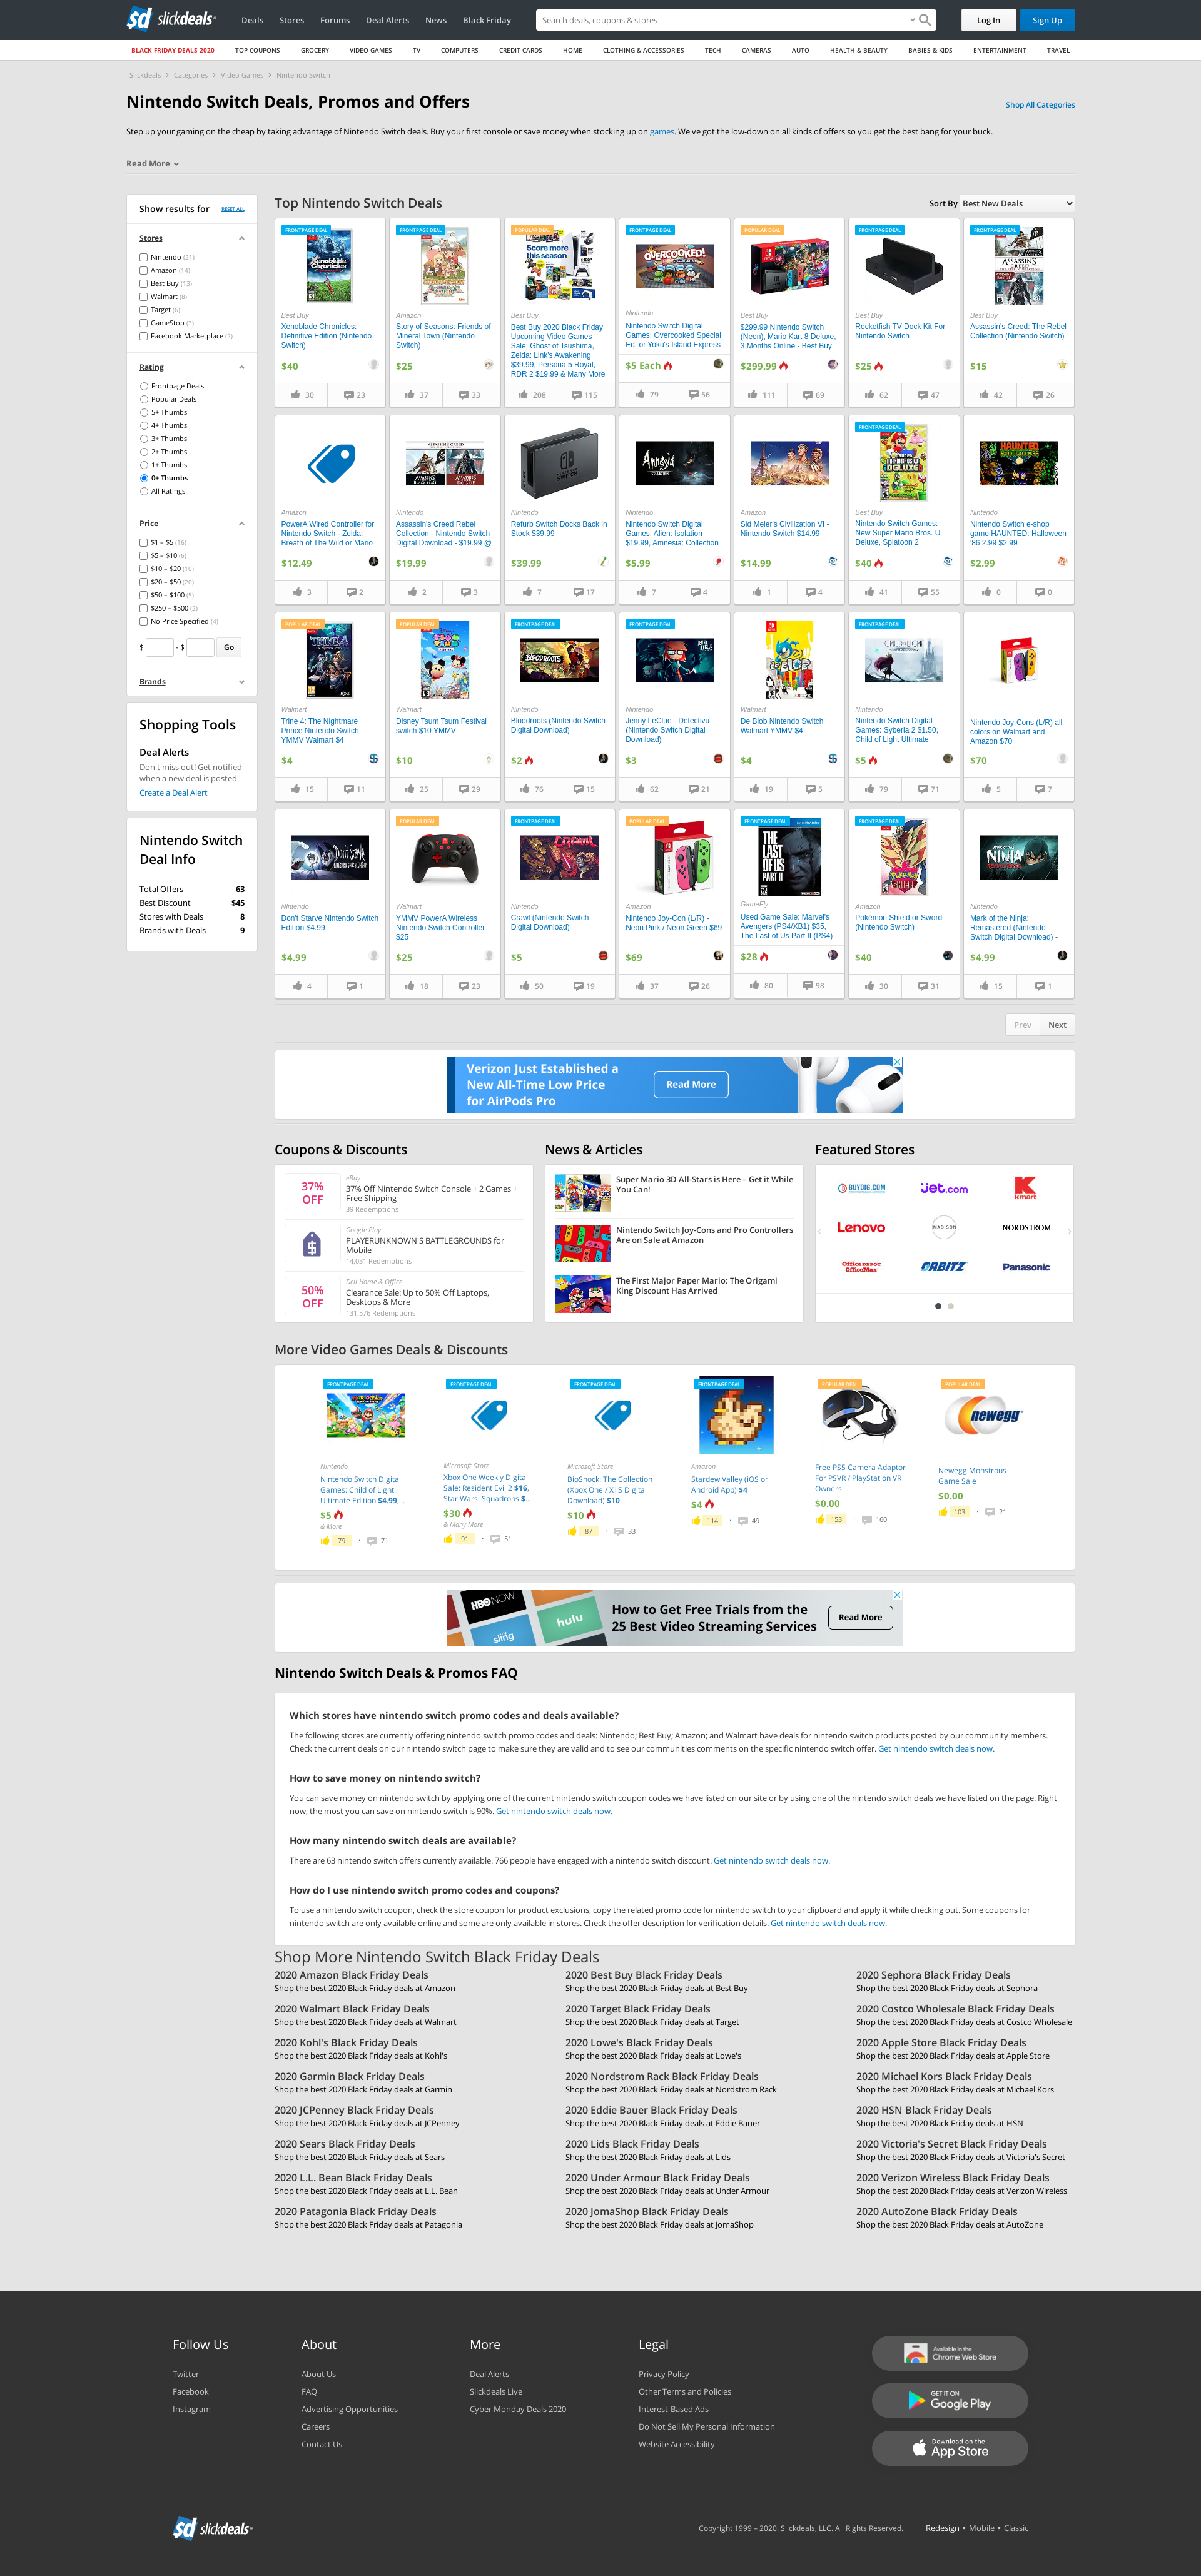 sd slickdeals
Deals Stores Forums Deal Alerts News Black Friday
Search deals, coupons & stores
Log In
Sign Up
BLACK FRIDAY DEALS 2020 TOP COUPONS GROCERY VIDEO GAMES TV COMPUTERS CREDIT CARDS HOME CLOTHING & ACCESSORIES TECH CAMERAS AUTO HEALTH & BEAUTY BABIES & KIDS ENTERTAINMENT TRAVEL
Slickdeals › Categories › Video Games › Nintendo Switch
Nintendo Switch Deals, Promos and Offers
Shop All Categories
Step up your gaming on the cheap by taking advantage of Nintendo Switch deals. Buy your first console or save money when stocking up on games. We've got the low-down on all kinds of offers so you get the best bang for your buck.
Read More
Show results for
RESET ALL
Stores
Nintendo (21)
Amazon (14)
Best Buy (13)
Walmart (8)
Target (6)
GameStop (3)
Facebook Marketplace (2)
Rating
Frontpage Deals
Popular Deals
5+ Thumbs
4+ Thumbs
3+ Thumbs
2+ Thumbs
1+ Thumbs
0+ Thumbs
All Ratings
Price
$1 – $5 (16)
$5 – $10 (6)
$10 – $20 (10)
$20 – $50 (20)
$50 – $100 (5)
$250 – $500 (2)
No Price Specified (4)
$ - $ Go
Brands
Shopping Tools
Deal Alerts
Don't miss out! Get notified
when a new deal is posted.
Create a Deal Alert
Nintendo Switch
Deal Info
Total Offers 63
Best Discount $45
Stores with Deals 8
Brands with Deals 9
Top Nintendo Switch Deals
Sort By Best New Deals
FRONTPAGE DEAL
Best Buy
Xenoblade Chronicles:
Definitive Edition (Nintendo
Switch)
$40
30 23
FRONTPAGE DEAL
Amazon
Story of Seasons: Friends of
Mineral Town (Nintendo
Switch)
$25
37 33
POPULAR DEAL
Score more
this season
Best Buy
Best Buy 2020 Black Friday
Upcoming Video Games
Sale: Ghost of Tsushima,
Zelda: Link's Awakening
$39.99, Persona 5 Royal,
RDR 2 $19.99 & Many More
208 115
FRONTPAGE DEAL
OVERCOOKED!
Nintendo
Nintendo Switch Digital
Games: Overcooked Special
Ed. or Yoku's Island Express
$5 Each
79 56
POPULAR DEAL
Best Buy
$299.99 Nintendo Switch
(Neon), Mario Kart 8 Deluxe,
3 Months Online - Best Buy
$299.99
111 69
FRONTPAGE DEAL
Best Buy
Rocketfish TV Dock Kit For
Nintendo Switch
$25
62 47
FRONTPAGE DEAL
ASSASSIN'S
Best Buy
Assassin's Creed: The Rebel
Collection (Nintendo Switch)
$15
42 26
Amazon
PowerA Wired Controller for
Nintendo Switch - Zelda:
Breath of The Wild or Mario
$12.49
3 2
Nintendo
Assassin's Creed Rebel
Collection - Nintendo Switch
Digital Download - $19.99 @
$19.99
2 3
Nintendo
Refurb Switch Docks Back in
Stock $39.99
$39.99
7 17
Amnesia
Nintendo
Nintendo Switch Digital
Games: Alien: Isolation
$19.99, Amnesia: Collection
$5.99
7 4
Amazon
Sid Meier's Civilization VI -
Nintendo Switch $14.99
$14.99
1 4
FRONTPAGE DEAL
Best Buy
Nintendo Switch Games:
New Super Mario Bros. U
Deluxe, Splatoon 2
$40
41 55
HAUNTED
Nintendo
Nintendo Switch e-shop
game HAUNTED: Halloween
'86 2.99 $2.99
$2.99
0 0
POPULAR DEAL
Walmart
Trine 4: The Nightmare
Prince Nintendo Switch
YMMV Walmart $4
$4
15 11
POPULAR DEAL
Walmart
Disney Tsum Tsum Festival
switch $10 YMMV
$10
25 29
FRONTPAGE DEAL
BLOODROOTS
Nintendo
Bloodroots (Nintendo Switch
Digital Download)
$2
76 15
FRONTPAGE DEAL
Nintendo
Jenny LeClue - Detectivu
(Nintendo Switch Digital
Download)
$3
62 21
Walmart
De Blob Nintendo Switch
Walmart YMMV $4
$4
19 5
FRONTPAGE DEAL
CHILD of LIGHT
Nintendo
Nintendo Switch Digital
Games: Syberia 2 $1.50,
Child of Light Ultimate
$5
79 71
Nintendo Joy-Cons (L/R) all
colors on Walmart and
Amazon $70
$70
5 7
Don't Starve
Nintendo
Don't Starve Nintendo Switch
Edition $4.99
$4.99
4 1
POPULAR DEAL
Walmart
YMMV PowerA Wireless
Nintendo Switch Controller
$25
$25
18 23
FRONTPAGE DEAL
CRAWL
Nintendo
Crawl (Nintendo Switch
Digital Download)
$5
50 19
POPULAR DEAL
Amazon
Nintendo Joy-Con (L/R) -
Neon Pink / Neon Green $69
$69
37 26
FRONTPAGE DEAL
THE
LAST
OF US
PART II
GameFly
Used Game Sale: Marvel's
Avengers (PS4/XB1) $35,
The Last of Us Part II (PS4)
$28
80 98
FRONTPAGE DEAL
Amazon
Pokémon Shield or Sword
(Nintendo Switch)
$40
30 31
NINJA
Nintendo
Mark of the Ninja:
Remastered (Nintendo
Switch Digital Download) -
$4.99
15 1
Prev Next
Verizon Just Established a
New All-Time Low Price
for AirPods Pro
Read More
Coupons & Discounts
37%
OFF
eBay
37% Off Nintendo Switch Console + 2 Games +
Free Shipping
39 Redemptions
Google Play
PLAYERUNKNOWN'S BATTLEGROUNDS for
Mobile
14,031 Redemptions
50%
OFF
Dell Home & Office
Clearance Sale: Up to 50% Off Laptops,
Desktops & More
131,576 Redemptions
News & Articles
Super Mario 3D All-Stars is Here – Get it While
You Can!
Nintendo Switch Joy-Cons and Pro Controllers
Are on Sale at Amazon
The First Major Paper Mario: The Origami
King Discount Has Arrived
Featured Stores
BUYDIG.COM
jet.com
kmart
Lenovo
MADISON
NORDSTROM
Office DEPOT
OfficeMax
ORBITZ
Panasonic
More Video Games Deals & Discounts
FRONTPAGE DEAL
Nintendo
Nintendo Switch Digital
Games: Child of Light
Ultimate Edition $4.99,...
$5
& More
79 · 71
FRONTPAGE DEAL
Microsoft Store
Xbox One Weekly Digital
Sale: Resident Evil 2 $16,
Star Wars: Squadrons $...
$30
& Many More
91 · 51
FRONTPAGE DEAL
Microsoft Store
BioShock: The Collection
(Xbox One / X|S Digital
Download) $10
$10
87 · 33
FRONTPAGE DEAL
Amazon
Stardew Valley (iOS or
Android App) $4
$4
114 · 49
POPULAR DEAL
Free PS5 Camera Adaptor
For PSVR / PlayStation VR
Owners
$0.00
153 · 160
POPULAR DEAL
newegg
Newegg Monstrous
Game Sale
$0.00
103 · 21
HBO NOW
hulu
sling
How to Get Free Trials from the
25 Best Video Streaming Services
Read More
Nintendo Switch Deals & Promos FAQ
Which stores have nintendo switch promo codes and deals available?
The following stores are currently offering nintendo switch promo codes and deals: Nintendo; Best Buy; Amazon; and Walmart have deals for nintendo switch products posted by our community members.
Check the current deals on our nintendo switch page to make sure they are valid and to see our communities comments on the specific nintendo switch offer. Get nintendo switch deals now.
How to save money on nintendo switch?
You can save money on nintendo switch by applying one of the current nintendo switch coupon codes we have listed on our site or by using one of the nintendo switch deals we have listed on the page. Right
now, the most you can save on nintendo switch is 90%. Get nintendo switch deals now.
How many nintendo switch deals are available?
There are 63 nintendo switch offers currently available. 766 people have engaged with a nintendo switch discount. Get nintendo switch deals now.
How do I use nintendo switch promo codes and coupons?
To use a nintendo switch coupon, check the store coupon for product exclusions, copy the related promo code for nintendo switch to your clipboard and apply it while checking out. Some coupons for
nintendo switch are only available online and some are only available in stores. Check the offer description for verification details. Get nintendo switch deals now.
Shop More Nintendo Switch Black Friday Deals
2020 Amazon Black Friday Deals
Shop the best 2020 Black Friday deals at Amazon
2020 Best Buy Black Friday Deals
Shop the best 2020 Black Friday deals at Best Buy
2020 Sephora Black Friday Deals
Shop the best 2020 Black Friday deals at Sephora
2020 Walmart Black Friday Deals
Shop the best 2020 Black Friday deals at Walmart
2020 Target Black Friday Deals
Shop the best 2020 Black Friday deals at Target
2020 Costco Wholesale Black Friday Deals
Shop the best 2020 Black Friday deals at Costco Wholesale
2020 Kohl's Black Friday Deals
Shop the best 2020 Black Friday deals at Kohl's
2020 Lowe's Black Friday Deals
Shop the best 2020 Black Friday deals at Lowe's
2020 Apple Store Black Friday Deals
Shop the best 2020 Black Friday deals at Apple Store
2020 Garmin Black Friday Deals
Shop the best 2020 Black Friday deals at Garmin
2020 Nordstrom Rack Black Friday Deals
Shop the best 2020 Black Friday deals at Nordstrom Rack
2020 Michael Kors Black Friday Deals
Shop the best 2020 Black Friday deals at Michael Kors
2020 JCPenney Black Friday Deals
Shop the best 2020 Black Friday deals at JCPenney
2020 Eddie Bauer Black Friday Deals
Shop the best 2020 Black Friday deals at Eddie Bauer
2020 HSN Black Friday Deals
Shop the best 2020 Black Friday deals at HSN
2020 Sears Black Friday Deals
Shop the best 2020 Black Friday deals at Sears
2020 Lids Black Friday Deals
Shop the best 2020 Black Friday deals at Lids
2020 Victoria's Secret Black Friday Deals
Shop the best 2020 Black Friday deals at Victoria's Secret
2020 L.L. Bean Black Friday Deals
Shop the best 2020 Black Friday deals at L.L. Bean
2020 Under Armour Black Friday Deals
Shop the best 2020 Black Friday deals at Under Armour
2020 Verizon Wireless Black Friday Deals
Shop the best 2020 Black Friday deals at Verizon Wireless
2020 Patagonia Black Friday Deals
Shop the best 2020 Black Friday deals at Patagonia
2020 JomaShop Black Friday Deals
Shop the best 2020 Black Friday deals at JomaShop
2020 AutoZone Black Friday Deals
Shop the best 2020 Black Friday deals at AutoZone
Follow Us
Twitter
Facebook
Instagram
About
About Us
FAQ
Advertising Opportunities
Careers
Contact Us
More
Deal Alerts
Slickdeals Live
Cyber Monday Deals 2020
Legal
Privacy Policy
Other Terms and Policies
Interest-Based Ads
Do Not Sell My Personal Information
Website Accessibility
Available in the
Chrome Web Store
GET IT ON
Google Play
Download on the
App Store
sd slickdeals
Copyright 1999 – 2020. Slickdeals, LLC. All Rights Reserved.
Redesign • Mobile • Classic